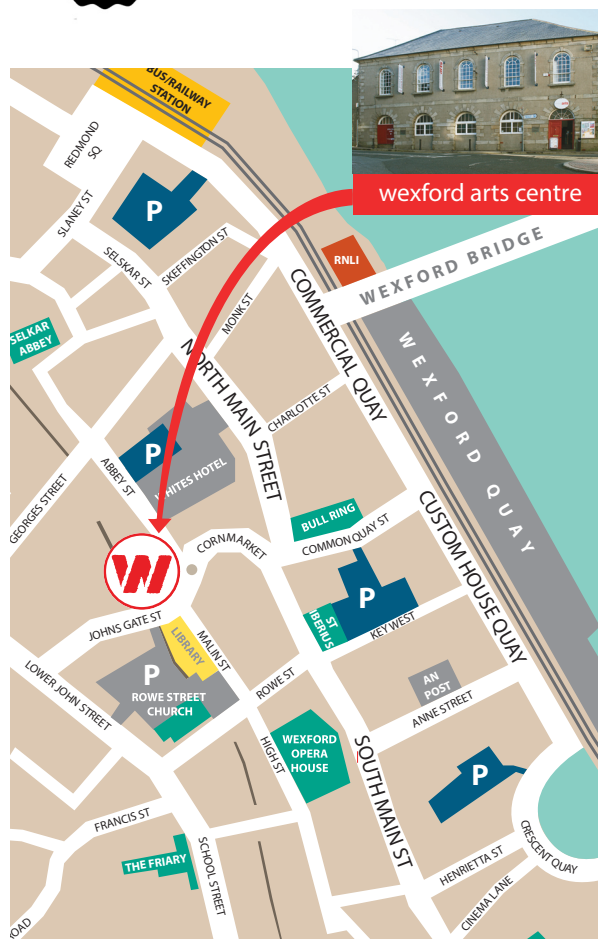 BUS/RAILWAY
STATION
wexford arts centre
REDMOND
SQ
SLANEY ST
P
SELSKAR ST
SKEFFINGTON ST
RNLI
WEXFORD BRIDGE
MONK ST
COMMERCIAL QUAY
SELKAR
ABBEY
NORTH MAIN STREET
CHARLOTTE ST
WEXFORD QUAY
P
WHITES HOTEL
ABBEY ST
GEORGES STREET
BULL RING
COMMON QUAY ST
CORNMARKET
CUSTOM HOUSE QUAY
W
P
ST
IBERIUS
KEY WEST
JOHNS GATE ST
LIBRARY
MALIN ST
P
ROWE STREET
CHURCH
LOWER JOHN STREET
ROWE ST
AN
POST
ANNE STREET
WEXFORD
OPERA
HOUSE
HIGH ST
SOUTH MAIN ST
P
FRANCIS ST
SCHOOL STREET
THE FRIARY
HENRIETTA ST
CRESCENT QUAY
CINEMA LANE
OAD